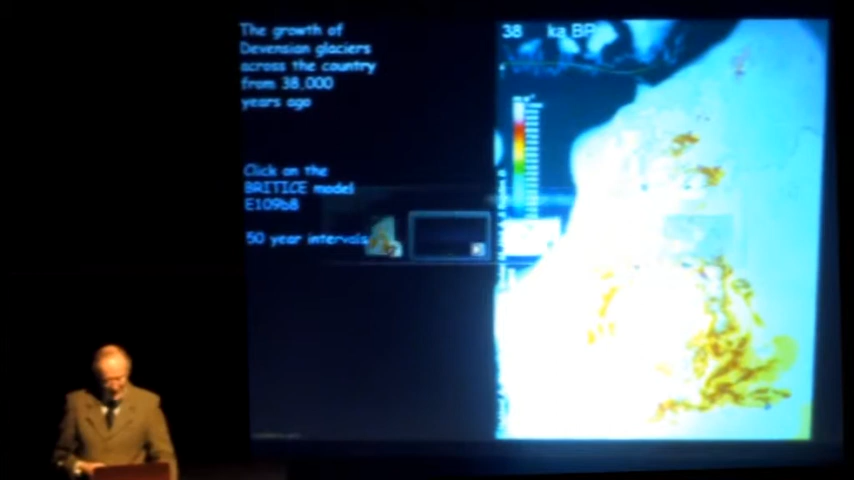 The growth of
Devensian glaciers
across the country
from 38,000
years ago
Click on the
BRITICE model
E109b8
50 year intervals
38 ka BP